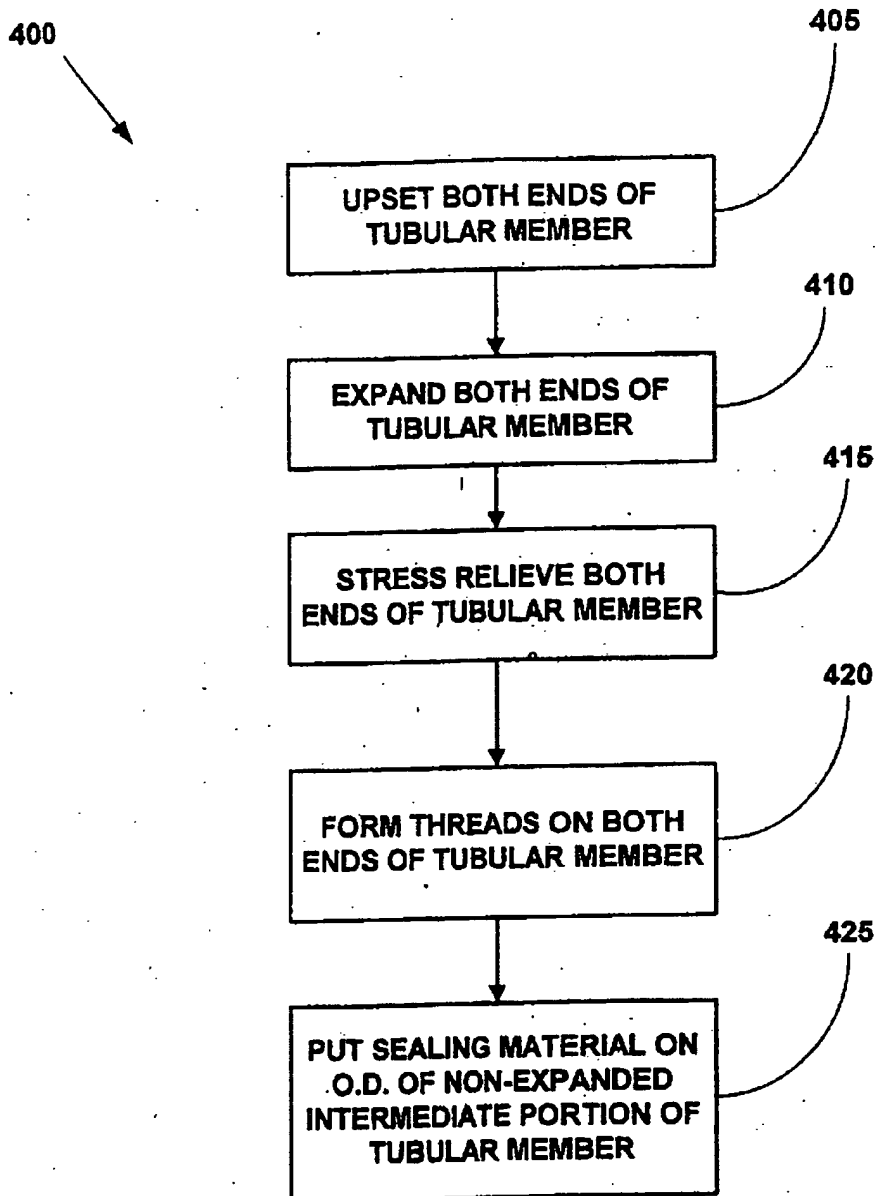 400
405
UPSET BOTH ENDS OF
TUBULAR MEMBER
410
EXPAND BOTH ENDS OF
TUBULAR MEMBER
415
STRESS RELIEVE BOTH
ENDS OF TUBULAR MEMBER
420
FORM THREADS ON BOTH
ENDS OF TUBULAR MEMBER
425
PUT SEALING MATERIAL ON
O.D. OF NON-EXPANDED
INTERMEDIATE PORTION OF
TUBULAR MEMBER